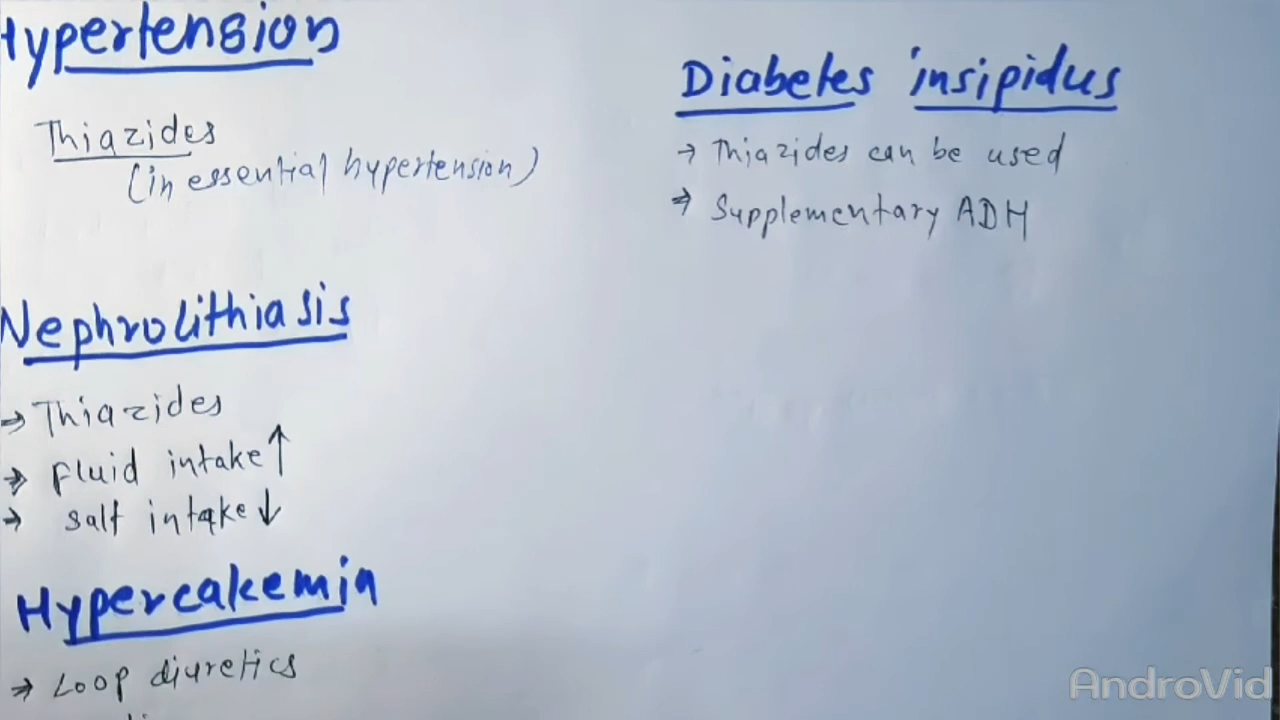 Hypertension
Thiazides
(in essential hypertension)
Nephrolithiasis
→ Thiazides
→ Fluid intake ↑
→ salt intake ↓
Hypercakemia
→ Loop diuretics
Diabetes insipidus
→ Thiazides can be used
→ Supplementary ADH
AndroVid